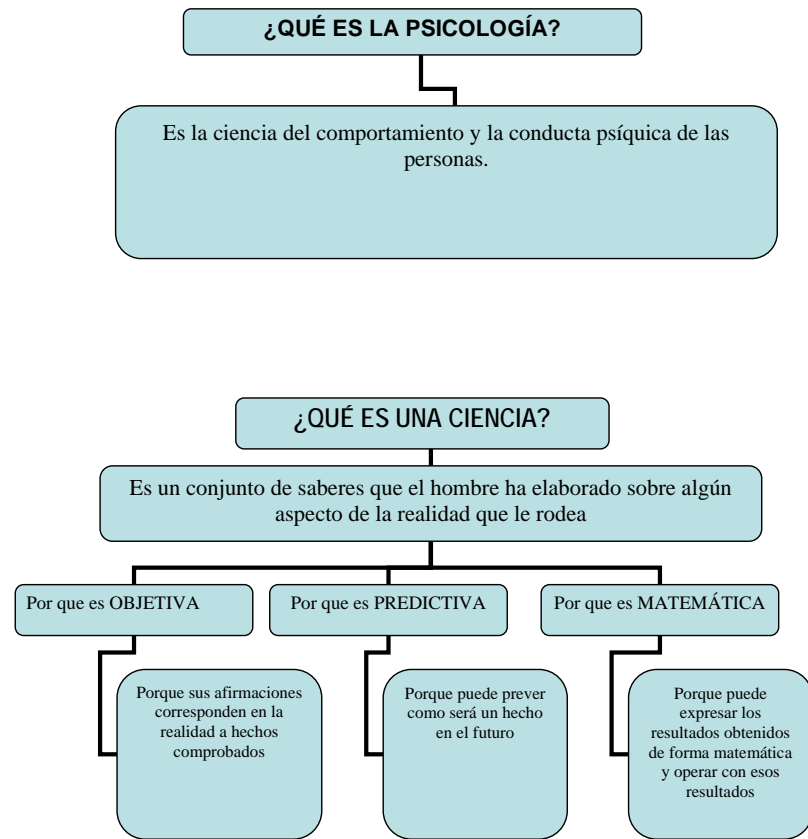 ¿QUÉ ES LA PSICOLOGÍA?
Es la ciencia del comportamiento y la conducta psíquica de las
personas.
¿QUÉ ES UNA CIENCIA?
Es un conjunto de saberes que el hombre ha elaborado sobre algún
aspecto de la realidad que le rodea
Por que es OBJETIVA
Por que es PREDICTIVA
Por que es MATEMÁTICA
Porque sus afirmaciones
corresponden en la
realidad a hechos
comprobados
Porque puede prever
como será un hecho
en el futuro
Porque puede
expresar los
resultados obtenidos
de forma matemática
y operar con esos
resultados